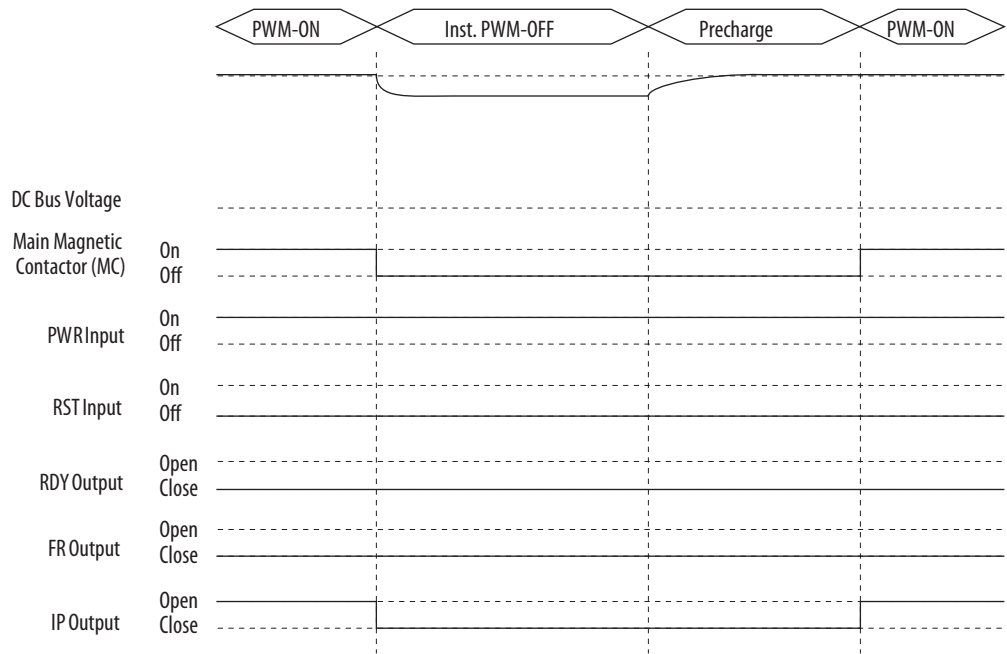 PWM-ON Inst. PWM-OFF Precharge PWM-ON
DC Bus Voltage
Main Magnetic
Contactor (MC)
On
Off
PWR Input
On
Off
RST Input
On
Off
RDY Output
Open
Close
FR Output
Open
Close
IP Output
Open
Close